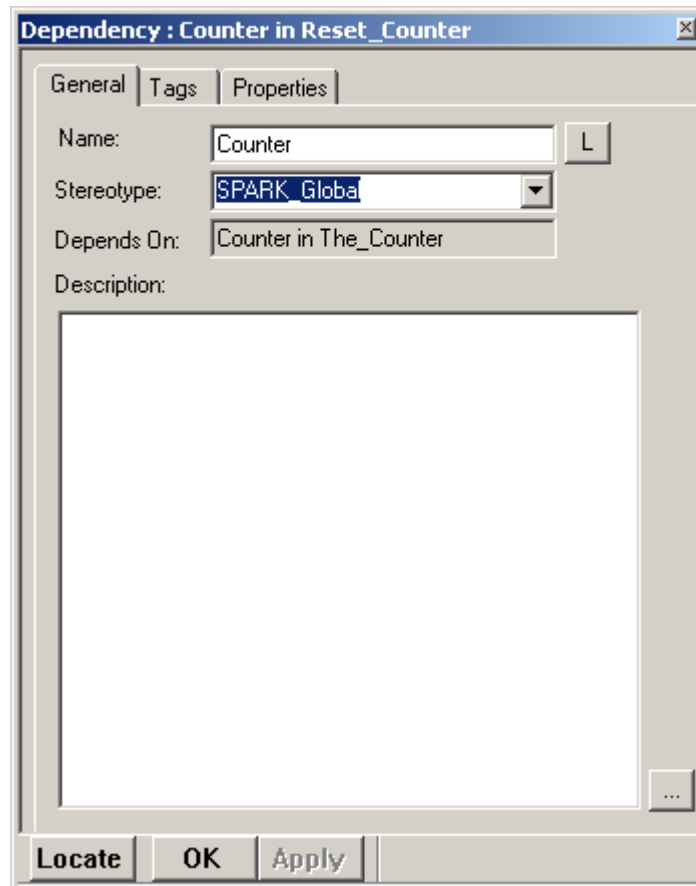 Dependency : Counter in Reset_Counter
General Tags Properties
Name: Counter L
Stereotype: SPARK_Global
Depends On: Counter in The_Counter
Description:
...
Locate OK Apply